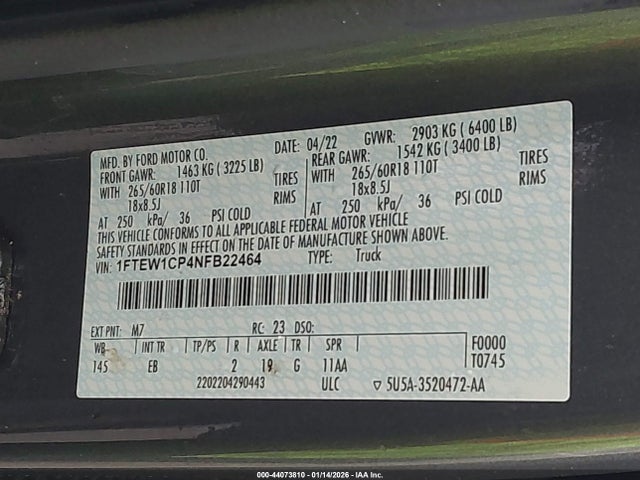 MFD. BY FORD MOTOR CO.
DATE: 04/22 GVWR: 2903 KG ( 6400 LB)
FRONT GAWR: 1463 KG ( 3225 LB)
REAR GAWR: 1542 KG ( 3400 LB)
WITH 265/60R18 110T TIRES
WITH 265/60R18 110T TIRES
18x8.5J RIMS
18x8.5J RIMS
AT 250 kPa/ 36 PSI COLD
AT 250 kPa/ 36 PSI COLD
THIS VEHICLE CONFORMS TO ALL APPLICABLE FEDERAL MOTOR VEHICLE
SAFETY STANDARDS IN EFFECT ON THE DATE OF MANUFACTURE SHOWN ABOVE.
VIN: 1FTEW1CP4NFB22464 TYPE: Truck
EXT PNT: M7 RC: 23 DSO:
WB INT TR TP/PS R AXLE TR SPR F0000
145 EB 2 19 G 11AA T0745
2202204290443 ULC ▽ 5U5A-3520472-AA
000-44073810 - 01/14/2026 - IAA Inc.